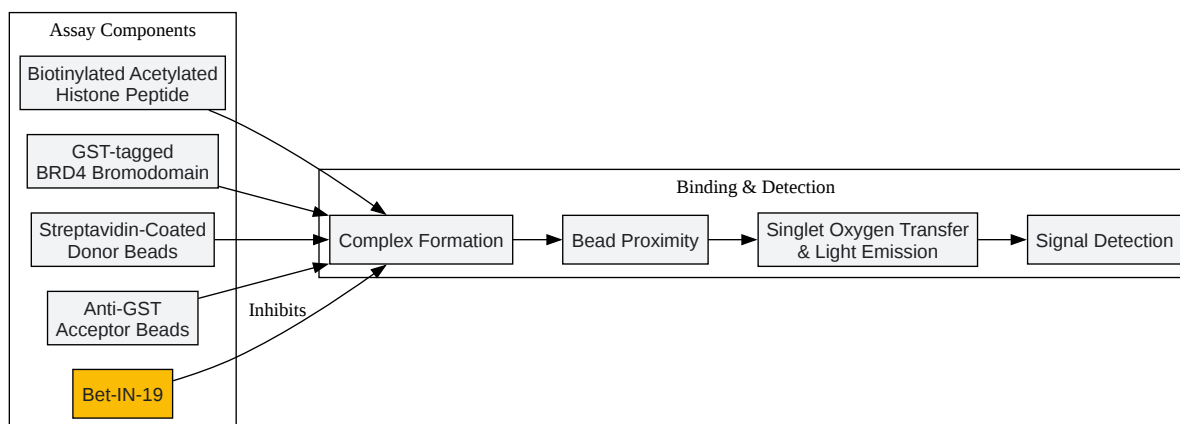 Assay Components
Biotinylated Acetylated
Histone Peptide
GST-tagged
BRD4 Bromodomain
Streptavidin-Coated
Donor Beads
Anti-GST
Acceptor Beads
Bet-IN-19
Inhibits
Binding & Detection
Complex Formation
Bead Proximity
Singlet Oxygen Transfer
& Light Emission
Signal Detection